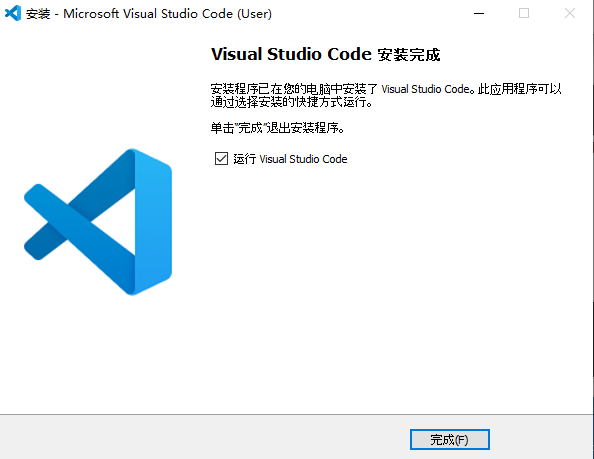 安装 - Microsoft Visual Studio Code (User)
Visual Studio Code 安装完成
安装程序已在您的电脑中安装了 Visual Studio Code。此应用程序可以
通过选择安装的快捷方式运行。
单击“完成”退出安装程序。
运行 Visual Studio Code
完成(F)